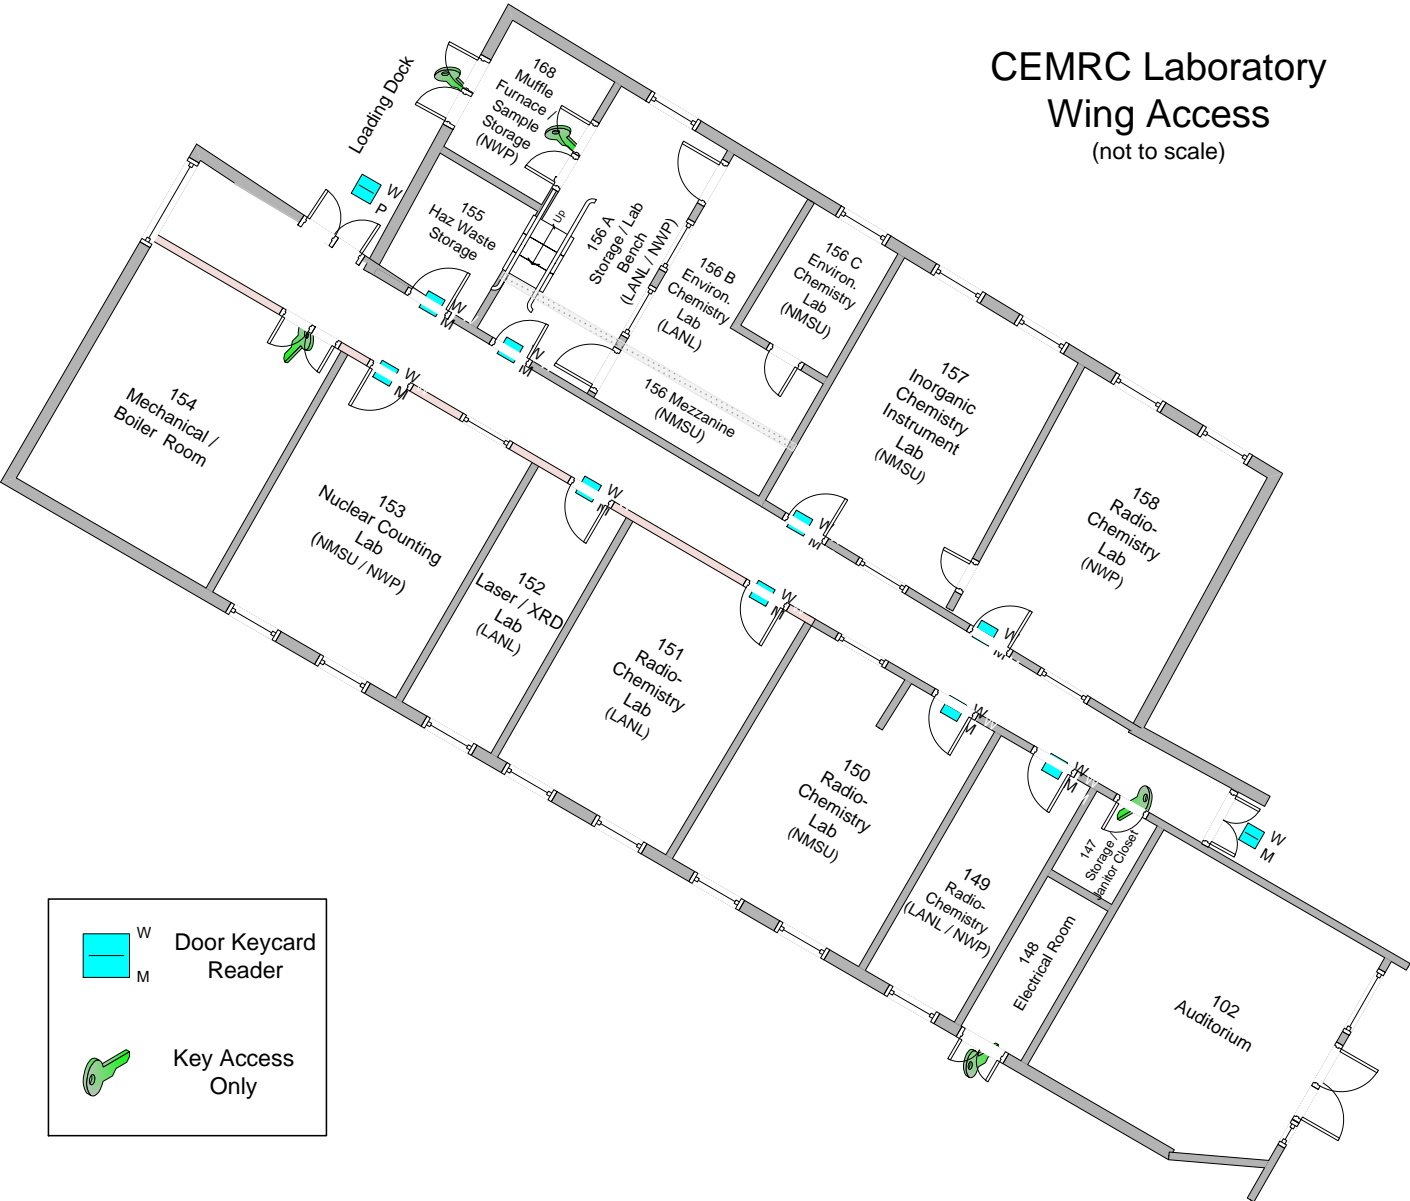 CEMRC Laboratory
Wing Access
(not to scale)
Loading Dock
168
Muffle
Furnace /
Sample
Storage
(NWP)
W
P
155
Haz Waste
Storage
W
M
Up
156 A
Storage / Lab
Bench
(LANL / NWP)
W
M
156 B
Environ.
Chemistry
Lab
(LANL)
156 C
Environ.
Chemistry
Lab
(NMSU)
156 Mezzanine
(NMSU)
157
Inorganic
Chemistry
Instrument
Lab
(NMSU)
W
M
158
Radio-
Chemistry
Lab
(NWP)
W
M
154
Mechanical /
Boiler Room
W
M
153
Nuclear Counting
Lab
(NMSU / NWP)
W
M
152
Laser / XRD
Lab
(LANL)
W
M
151
Radio-
Chemistry
Lab
(LANL)
W
M
150
Radio-
Chemistry
Lab
(NMSU)
W
M
149
Radio-
Chemistry
(LANL / NWP)
147
Storage /
Janitor Closet
148
Electrical Room
W
M
102
Auditorium
W
M
Door Keycard
Reader
Key Access
Only